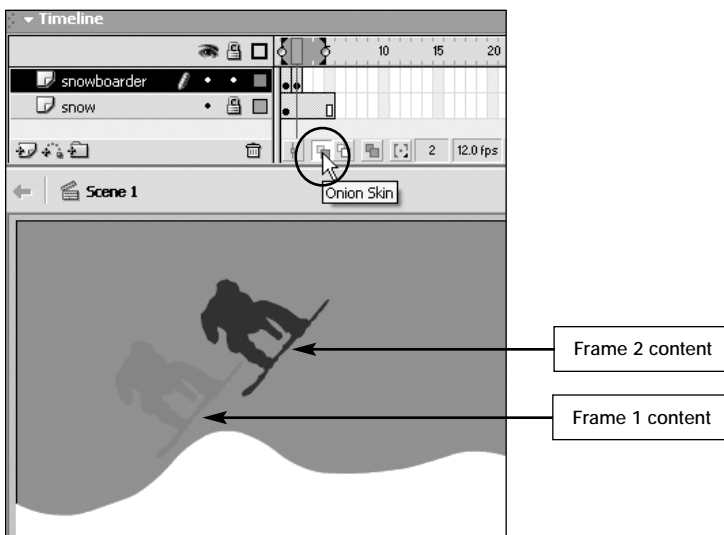 Timeline
10 15 20
snowboarder
snow
2 12.0 fps
Scene 1
Onion Skin
Frame 2 content
Frame 1 content